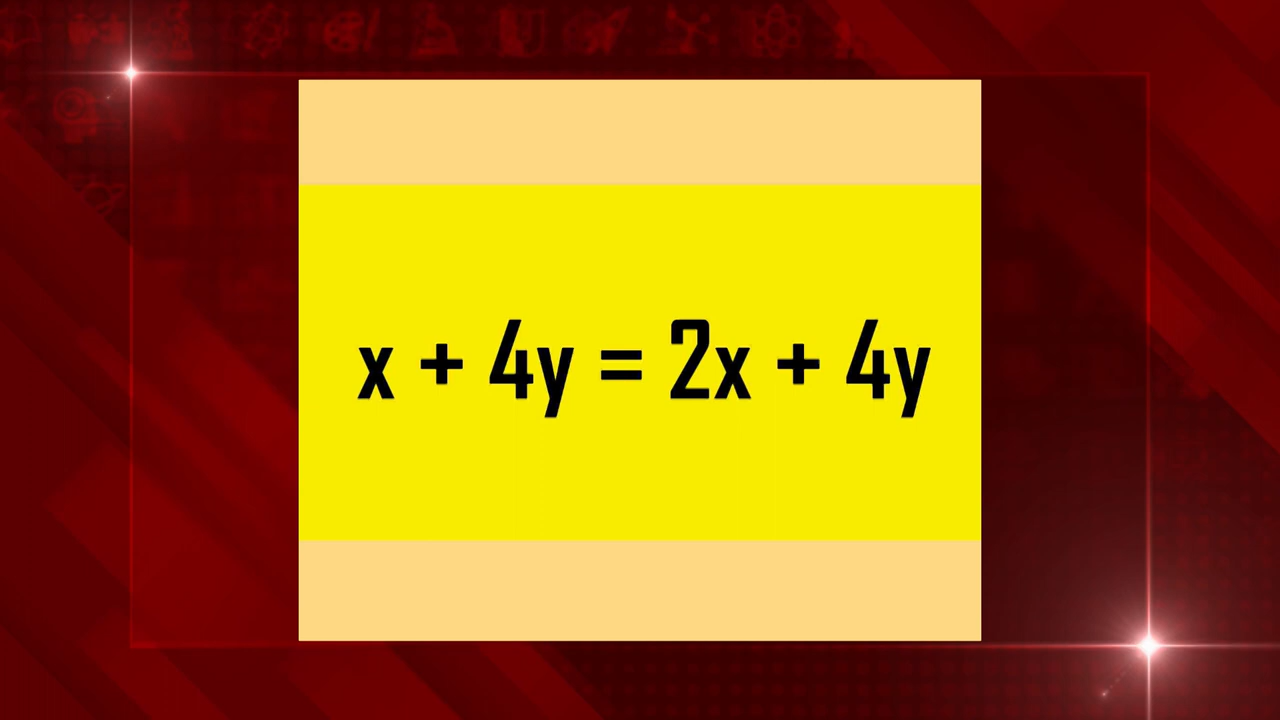 x + 4y = 2x + 4y